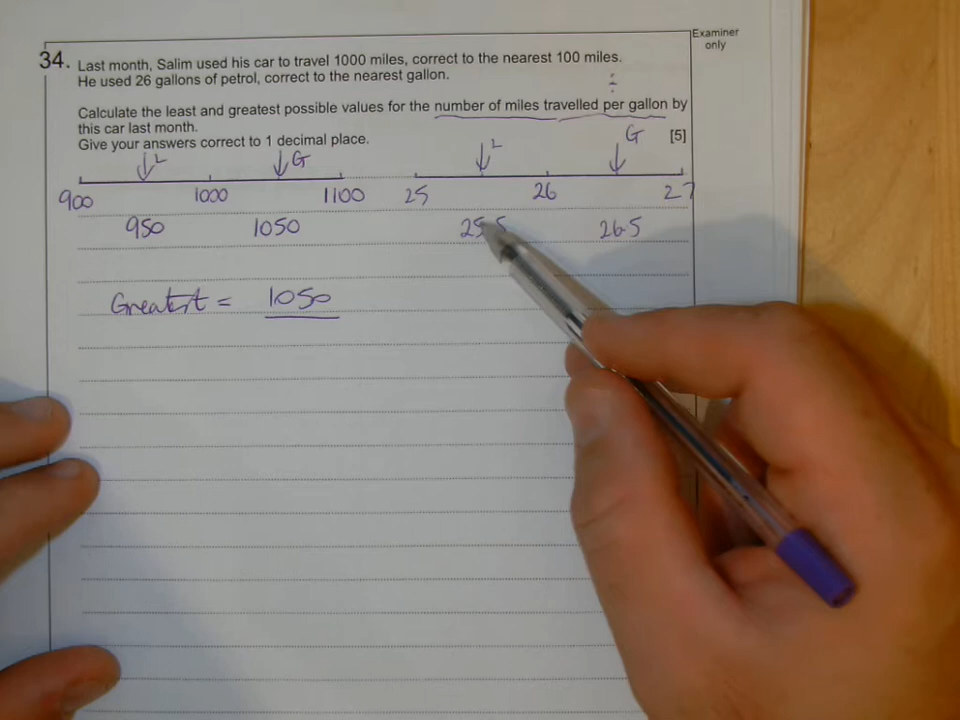 Examiner
only
34. Last month, Salim used his car to travel 1000 miles, correct to the nearest 100 miles.
He used 26 gallons of petrol, correct to the nearest gallon.
÷
Calculate the least and greatest possible values for the number of miles travelled per gallon by
this car last month.
Give your answers correct to 1 decimal place. [5]
L G L G
900 1000 1100 25 26 27
950 1050 25.5 26.5
Greatest = 1050